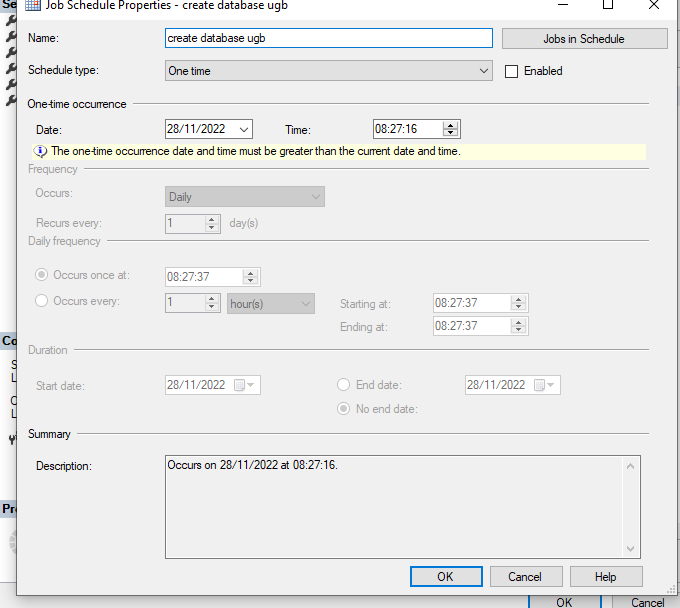 Se
Job Schedule Properties - create database ugb
Name:
create database ugb
Jobs in Schedule
Schedule type:
One time
Enabled
One-time occurrence
Date:
28/11/2022
Time:
08:27:16
The one-time occurrence date and time must be greater than the current date and time.
Frequency
Occurs:
Daily
Recurs every:
1
day(s)
Daily frequency
Occurs once at:
08:27:37
Occurs every:
1
hour(s)
Starting at:
08:27:37
Ending at:
08:27:37
Co
S
L
C
L
Duration
Start date:
28/11/2022
End date:
28/11/2022
No end date:
Summary
Description:
Occurs on 28/11/2022 at 08:27:16.
Pr
OK
Cancel
Help
OK
Cancel